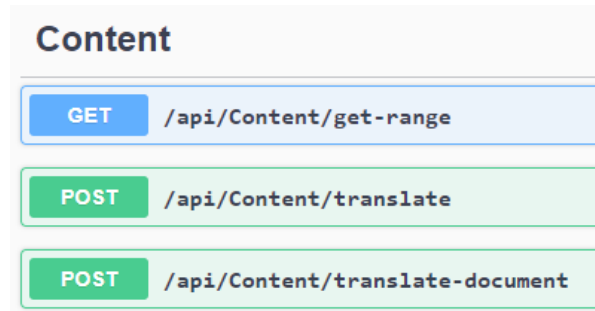 Content
GET /api/Content/get-range
POST /api/Content/translate
POST /api/Content/translate-document